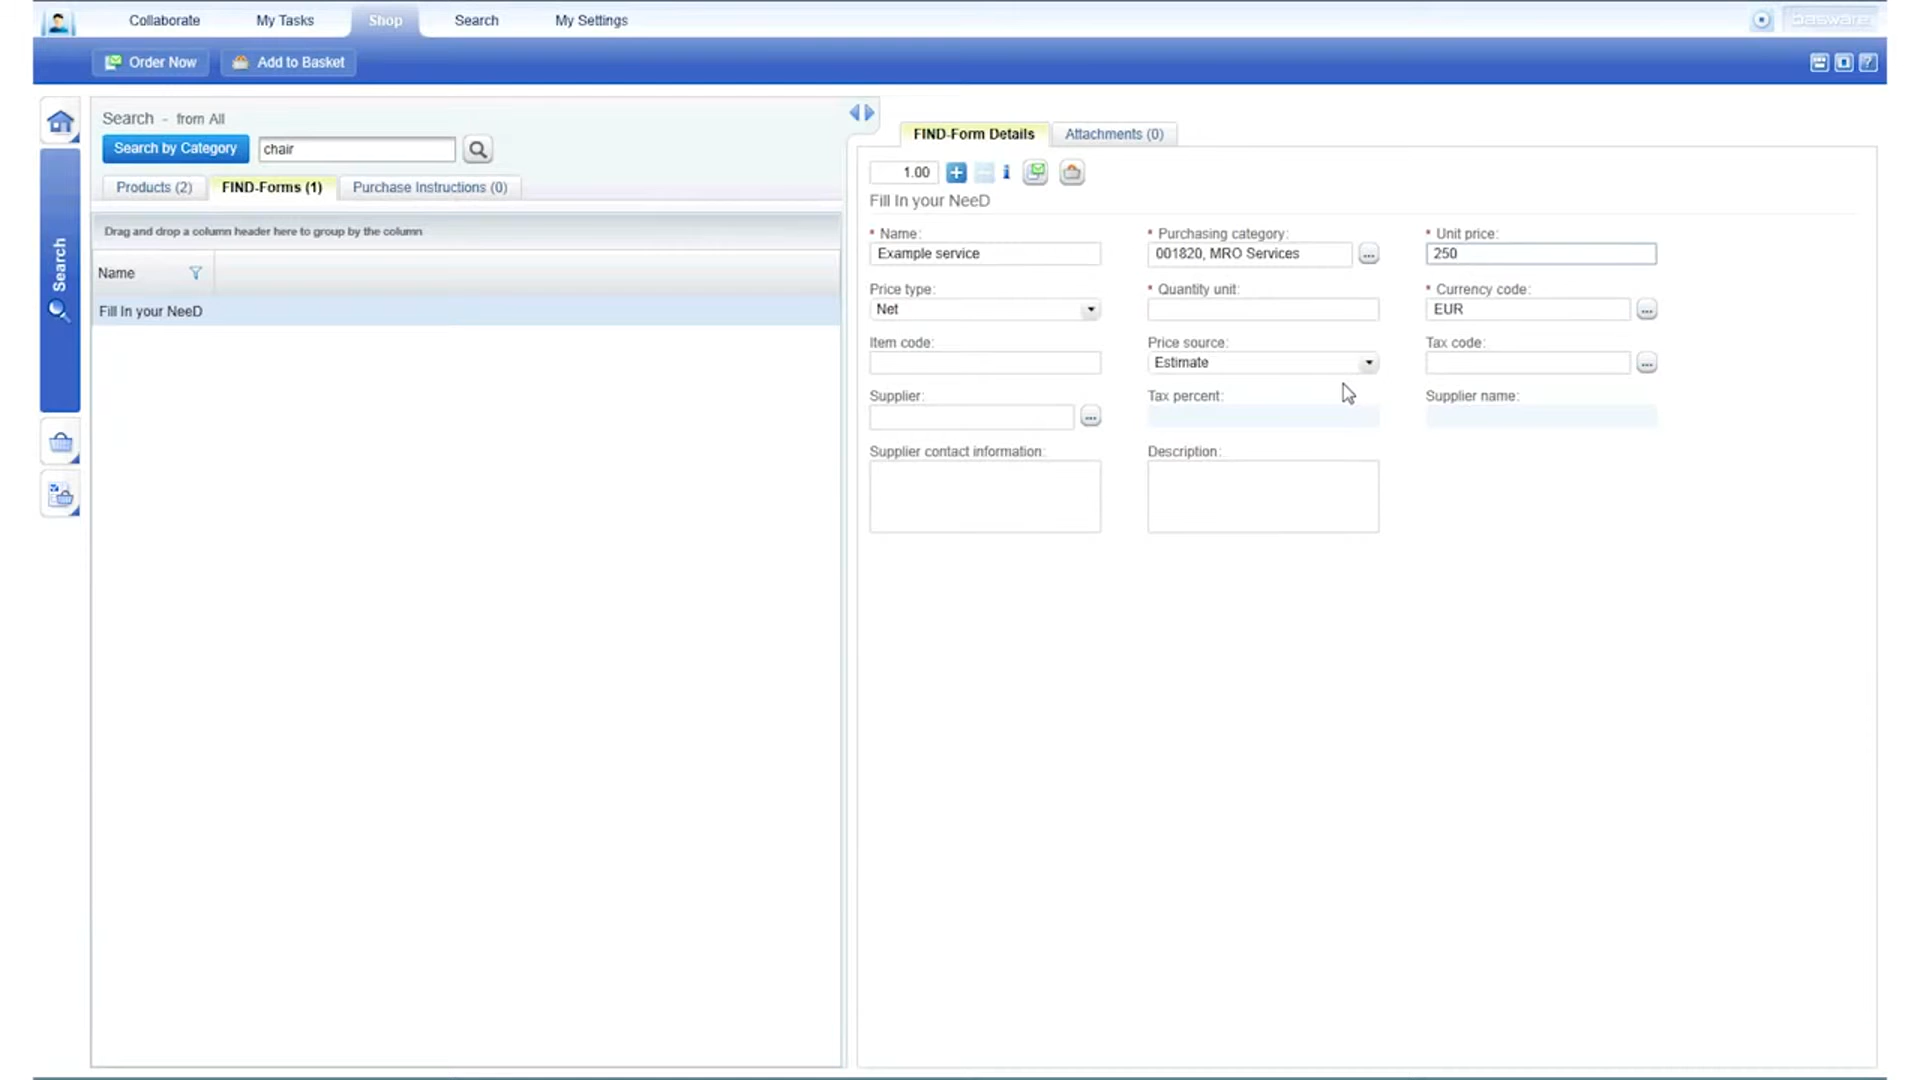 Collaborate My Tasks Shop Search My Settings basware
Order Now Add to Basket
Search - from All
Search by Category chair
Products (2) FIND-Forms (1) Purchase Instructions (0)
Drag and drop a column header here to group by the column
Name
Fill In your NeeD
Search
FIND-Form Details Attachments (0)
1.00
Fill In your NeeD
* Name: * Purchasing category: * Unit price:
Example service 001820, MRO Services ... 250
Price type: * Quantity unit: * Currency code:
Net EUR ...
Item code: Price source: Tax code:
Estimate ...
Supplier: Tax percent: Supplier name:
...
Supplier contact information: Description: